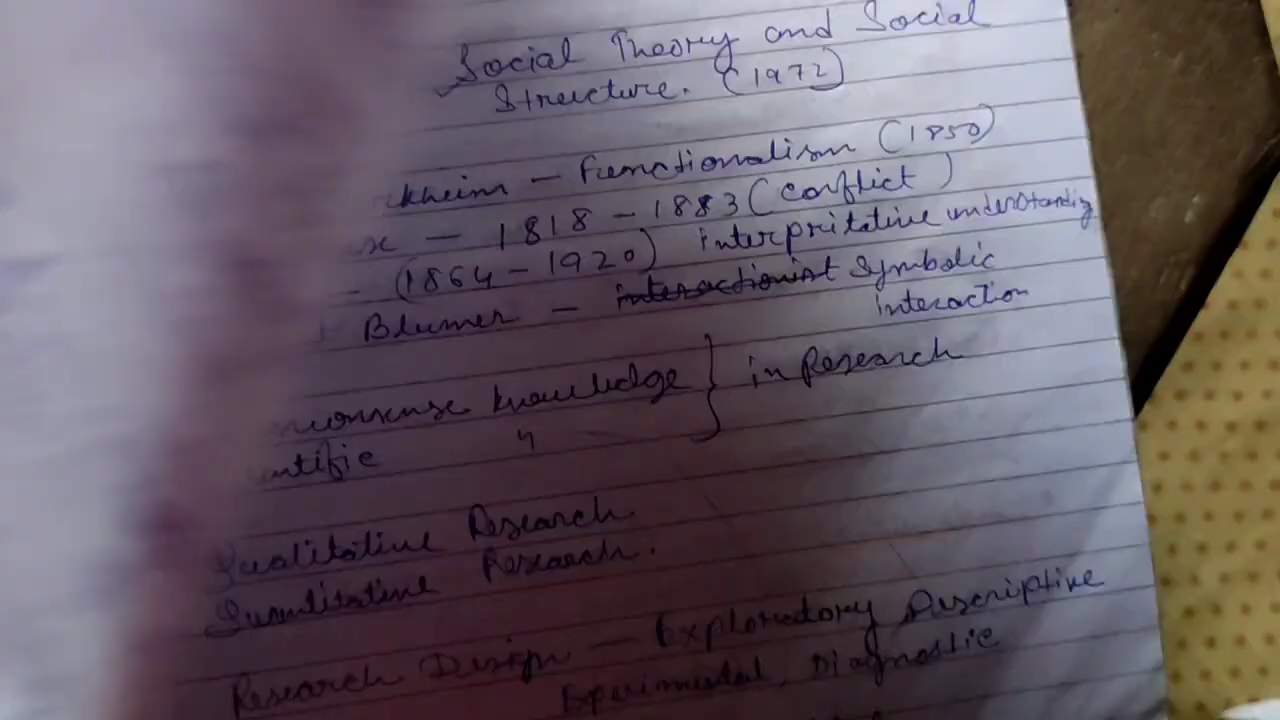 Social Theory and Social
Structure. (1972)
kheim – Functionalism (1850)
x – 1818 – 1883 (conflict)
– (1864 – 1920) interpritative understanding
Blumer – interactionist Symbolic
interaction
monsense knowledge } in Research
ntific "
Qualitative Research
Quantitative Research.
Research Design – Exploratory Descriptive
Experimental, Diagnostic